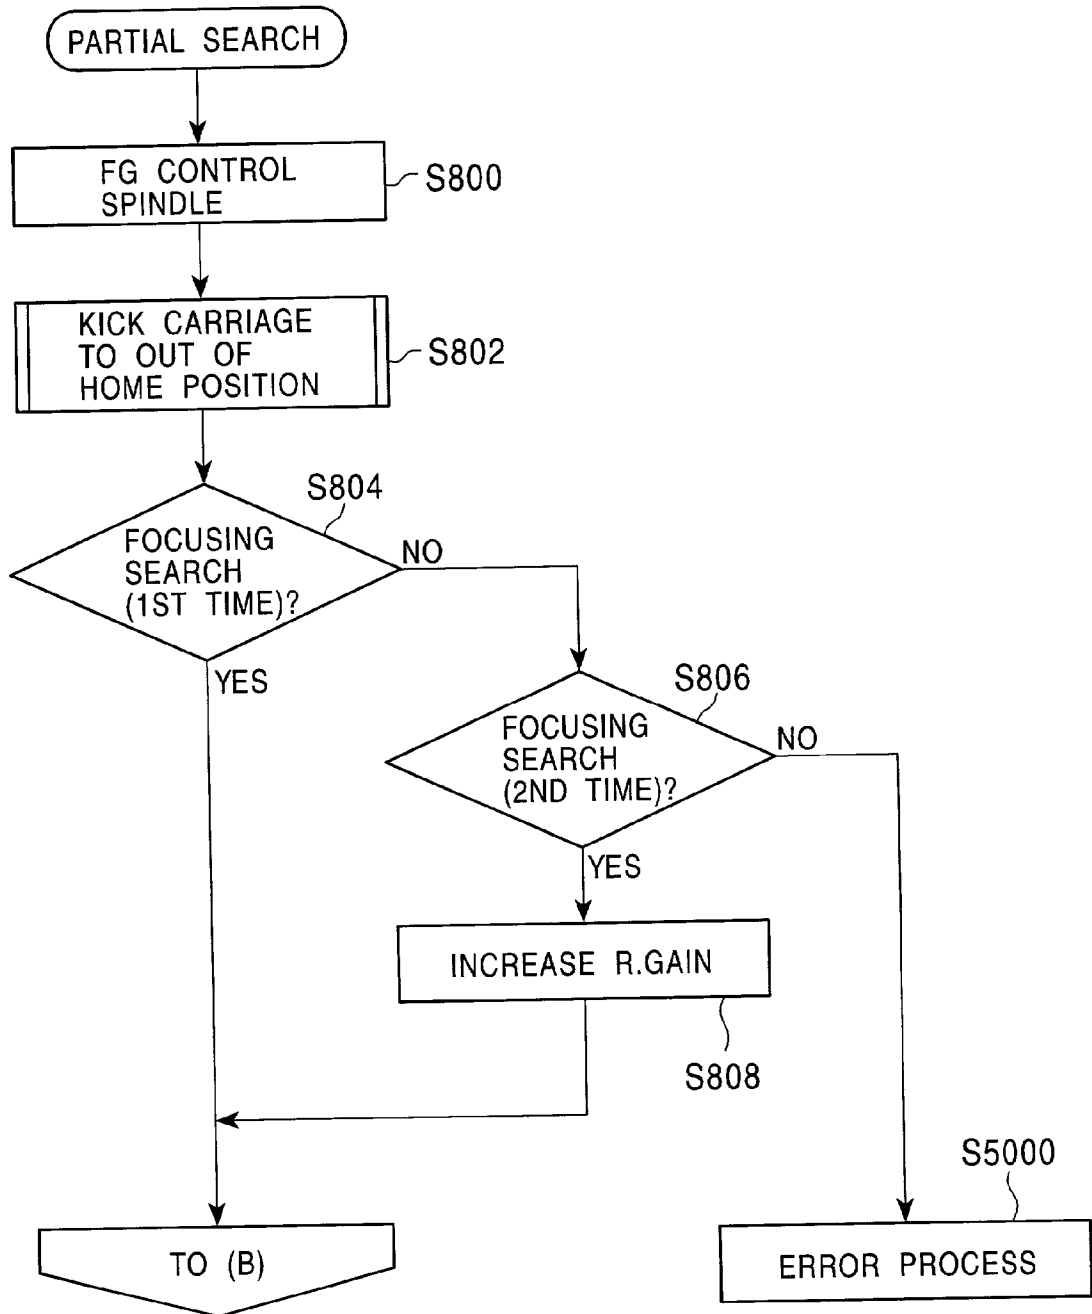 PARTIAL SEARCH
FG CONTROL
SPINDLE
S800
KICK CARRIAGE
TO OUT OF
HOME POSITION
S802
S804
FOCUSING
SEARCH
(1ST TIME)?
NO
YES
S806
FOCUSING
SEARCH
(2ND TIME)?
NO
YES
INCREASE R.GAIN
S808
S5000
TO (B)
ERROR PROCESS